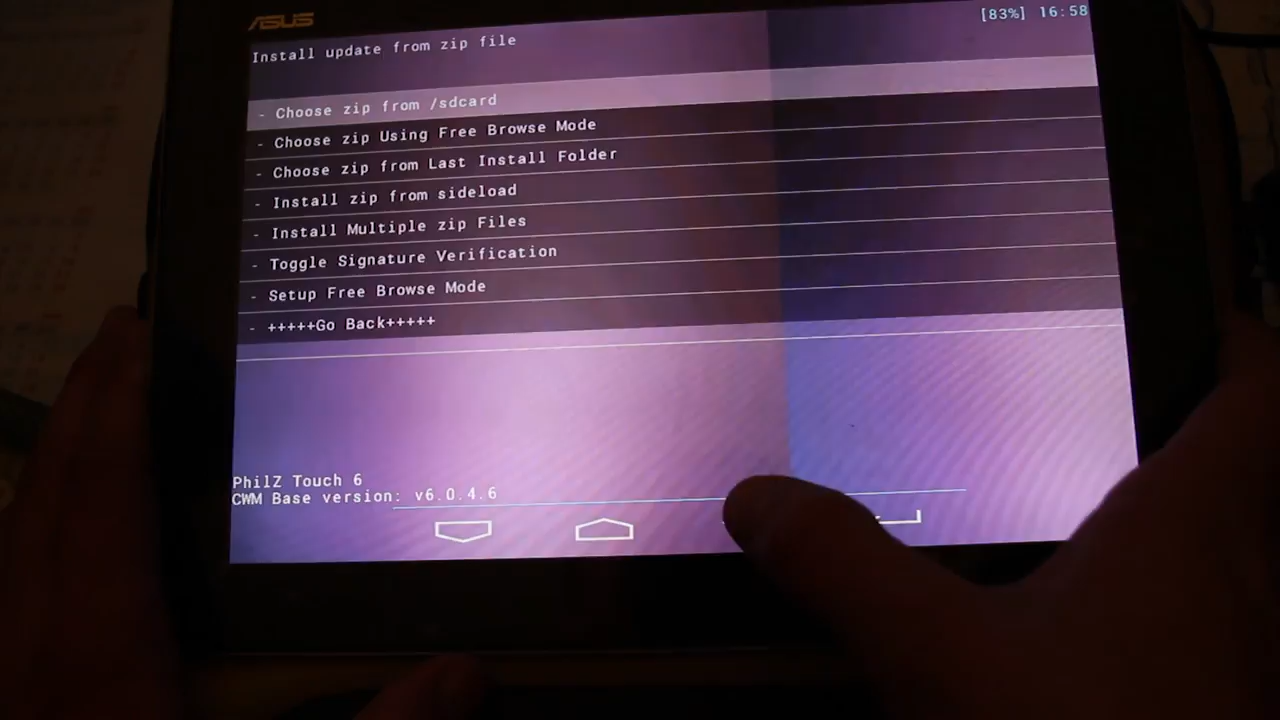 ASUS
[83%] 16:58
Install update from zip file
- Choose zip from /sdcard
- Choose zip Using Free Browse Mode
- Choose zip from Last Install Folder
- Install zip from sideload
- Install Multiple zip Files
- Toggle Signature Verification
- Setup Free Browse Mode
- +++++Go Back+++++
PhilZ Touch 6
CWM Base version: v6.0.4.6